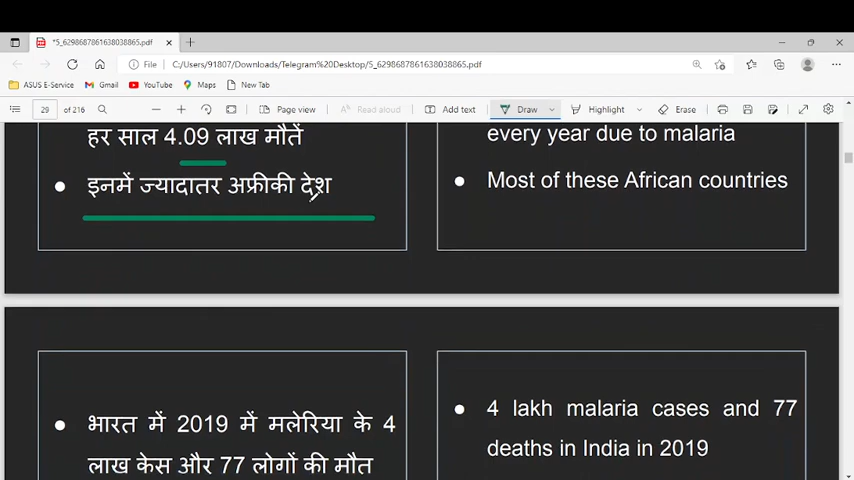 *5_6298687861638038865.pdf
File
C:/Users/91807/Downloads/Telegram%20Desktop/5_6298687861638038865.pdf
ASUS E-Service
Gmail
YouTube
Maps
New Tab
29 of 216
Page view
Read aloud
Add text
Draw
Highlight
Erase
हर साल 4.09 लाख मौतें
इनमें ज्यादातर अफ्रीकी देश
every year due to malaria
Most of these African countries
भारत में 2019 में मलेरिया के 4
लाख केस और 77 लोगों की मौत
4 lakh malaria cases and 77
deaths in India in 2019